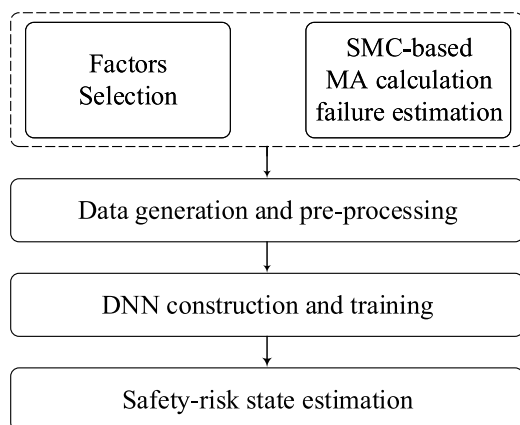 Factors
Selection
SMC-based
MA calculation
failure estimation
Data generation and pre-processing
DNN construction and training
Safety-risk state estimation